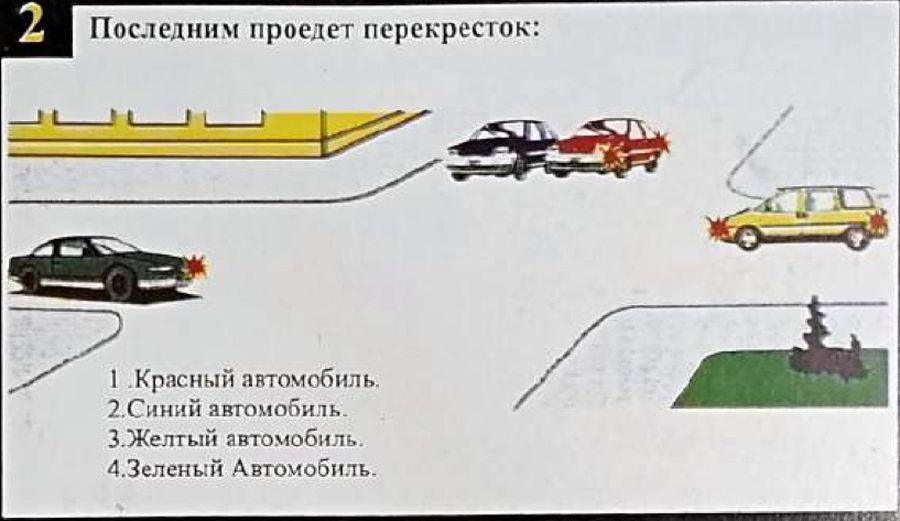 2
Последним проедет перекресток:
1 .Красный автомобиль.
2.Синий автомобиль.
3.Желтый автомобиль.
4.Зеленый Автомобиль.